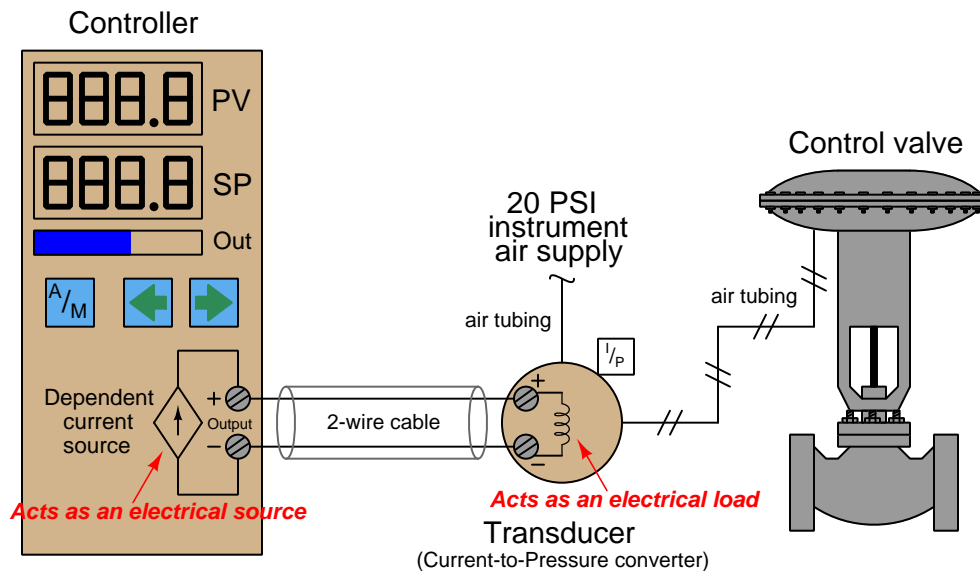 Controller
888.8
PV
888.8
SP
Out
A/M
Dependent
current
source
+
Output
−
Acts as an electrical source
2-wire cable
20 PSI
instrument
air supply
air tubing
I/P
+
−
Acts as an electrical load
Transducer
(Current-to-Pressure converter)
air tubing
Control valve